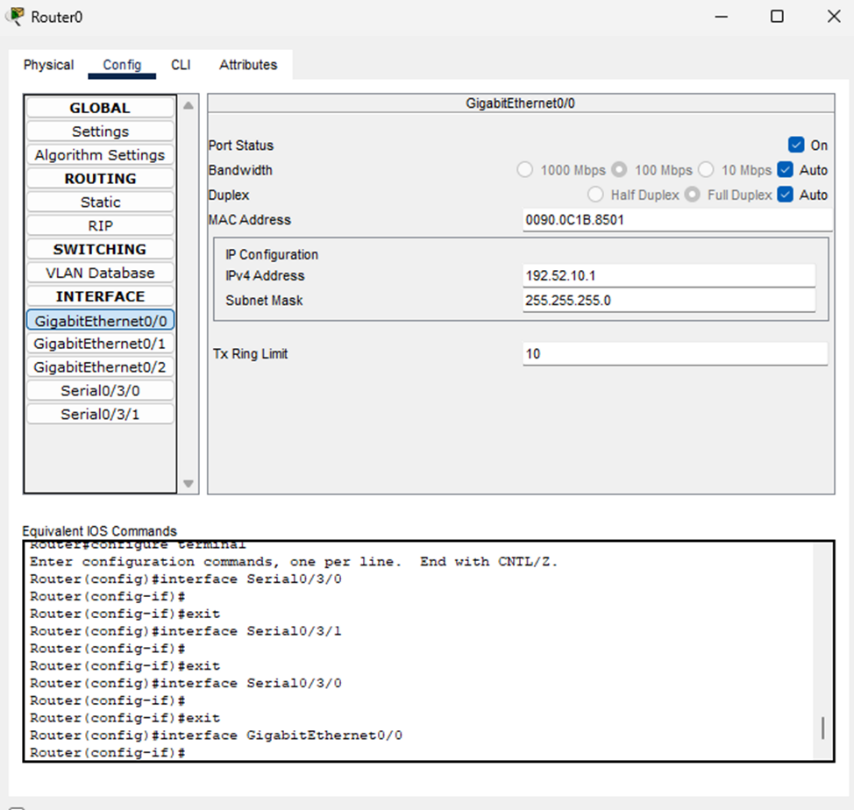 Router0
Physical Config CLI Attributes
GLOBAL
Settings
Algorithm Settings
ROUTING
Static
RIP
SWITCHING
VLAN Database
INTERFACE
GigabitEthernet0/0
GigabitEthernet0/1
GigabitEthernet0/2
Serial0/3/0
Serial0/3/1
GigabitEthernet0/0
Port Status On
Bandwidth 1000 Mbps 100 Mbps 10 Mbps Auto
Duplex Half Duplex Full Duplex Auto
MAC Address 0090.0C1B.8501
IP Configuration
IPv4 Address 192.52.10.1
Subnet Mask 255.255.255.0
Tx Ring Limit 10
Equivalent IOS Commands
Router#configure terminal
Enter configuration commands, one per line. End with CNTL/Z.
Router(config)#interface Serial0/3/0
Router(config-if)#
Router(config-if)#exit
Router(config)#interface Serial0/3/1
Router(config-if)#
Router(config-if)#exit
Router(config)#interface Serial0/3/0
Router(config-if)#
Router(config-if)#exit
Router(config)#interface GigabitEthernet0/0
Router(config-if)#